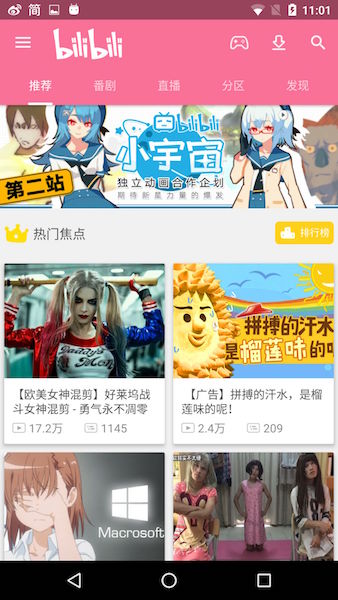 简
11:01
bilibili
推荐
番剧
直播
分区
发现
bilibili
小宇宙
第二站
独立动画合作企划
期待新星力量的爆发
热门焦点
排行榜
拼搏的汗水
是榴莲味的
【欧美女神混剪】好莱坞战
斗女神混剪 - 勇气永不凋零
17.2万
1145
【广告】拼搏的汗水，是榴
莲味的呢！
2.4万
209
Macrosoft